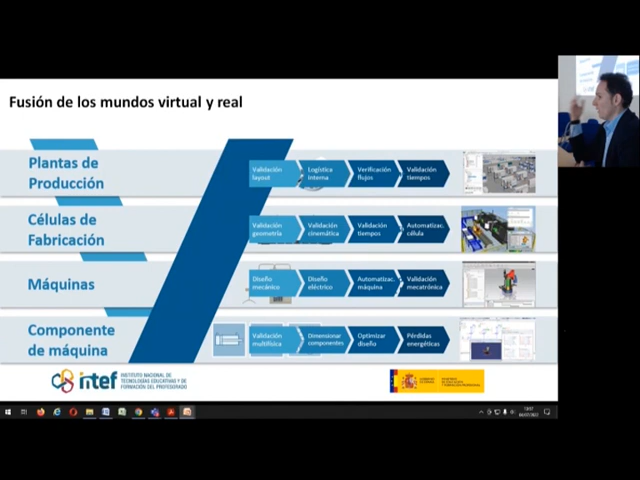 Fusión de los mundos virtual y real
Plantas de
Producción
Validación
layout
Logística
interna
Verificación
flujos
Validación
tiempos
Células de
Fabricación
Validación
geometría
Validación
cinemática
Validación
tiempos
Automatizac.
célula
Máquinas
Diseño
mecánico
Diseño
eléctrico
Automatizac.
máquina
Validación
mecatrónica
Componente
de máquina
Validación
multifísica
Dimensionar
componentes
Optimizar
diseño
Pérdidas
energéticas
intef
INSTITUTO NACIONAL DE
TECNOLOGÍAS EDUCATIVAS Y DE
FORMACIÓN DEL PROFESORADO